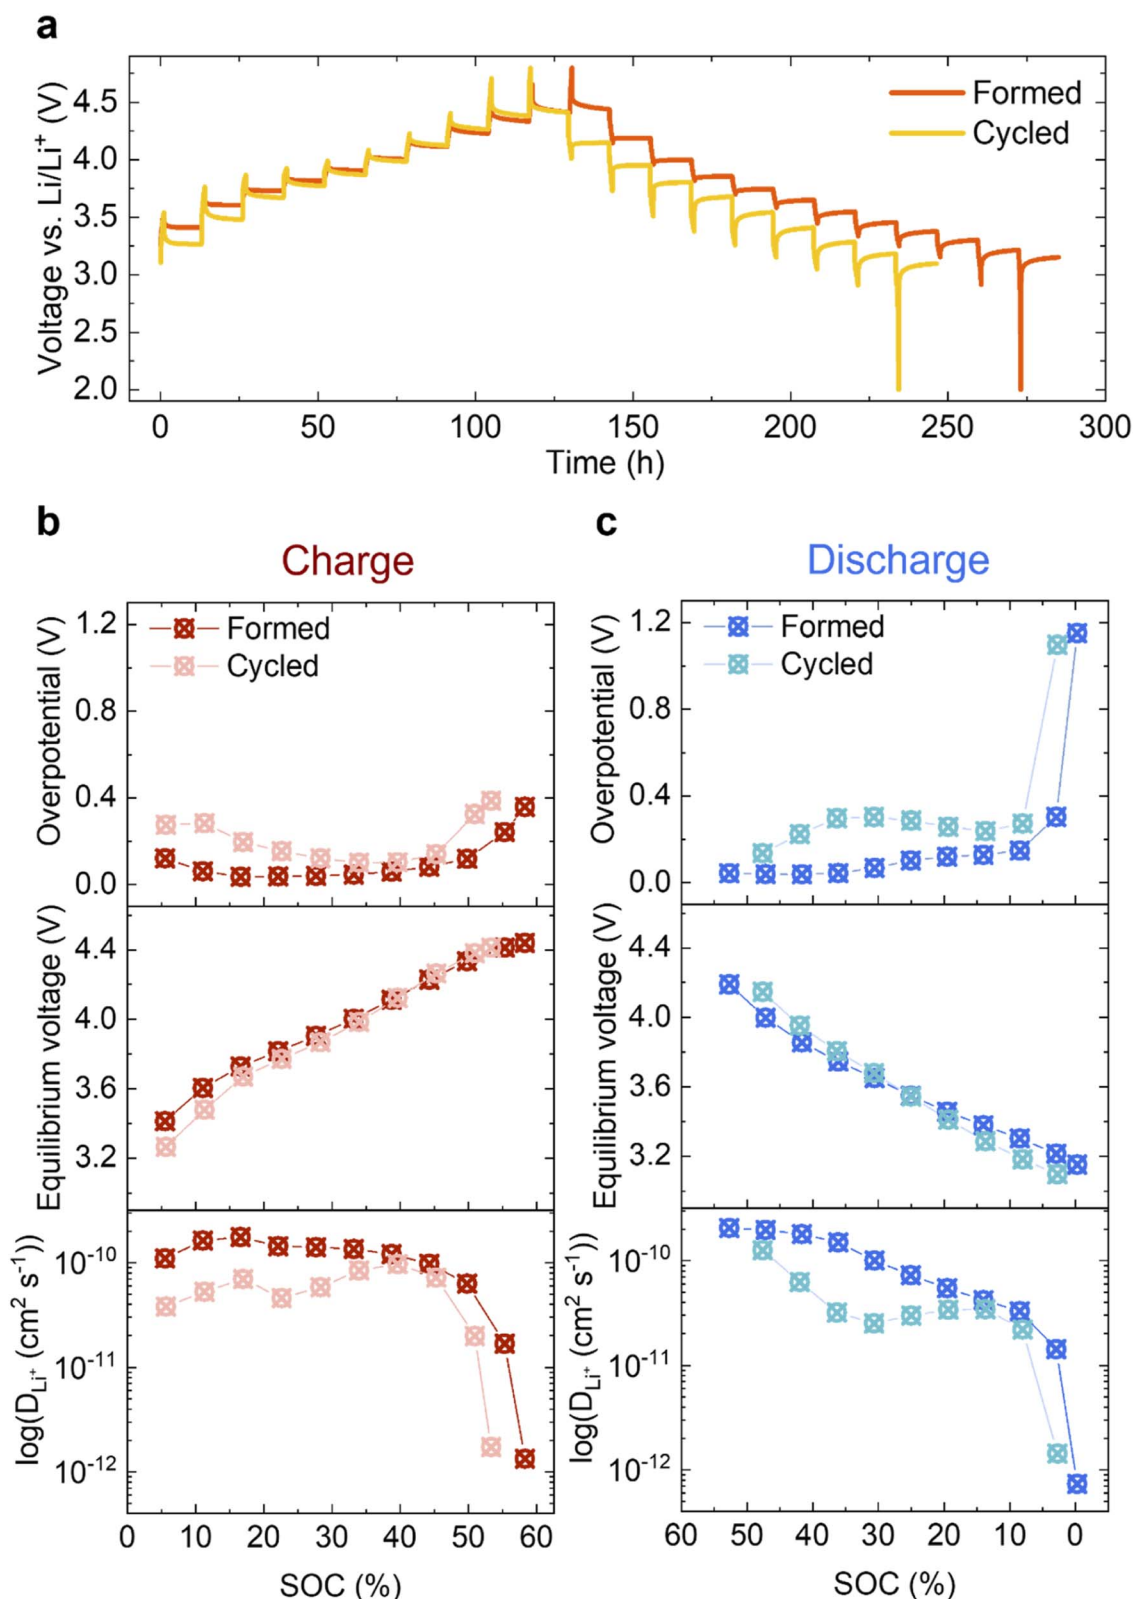 a
Voltage vs. Li/Li⁺ (V)
4.5
4.0
3.5
3.0
2.5
2.0
Formed
Cycled
0 50 100 150 200 250 300
Time (h)
b
Charge
Formed
Cycled
Overpotential (V)
1.2
0.8
0.4
0.0
Equilibrium voltage (V)
4.4
4.0
3.6
3.2
log(D_Li⁺ (cm² s⁻¹))
10⁻¹⁰
10⁻¹¹
10⁻¹²
0 10 20 30 40 50 60
SOC (%)
c
Discharge
Formed
Cycled
Overpotential (V)
1.2
0.8
0.4
0.0
Equilibrium voltage (V)
4.4
4.0
3.6
3.2
log(D_Li⁺ (cm² s⁻¹))
10⁻¹⁰
10⁻¹¹
10⁻¹²
60 50 40 30 20 10 0
SOC (%)